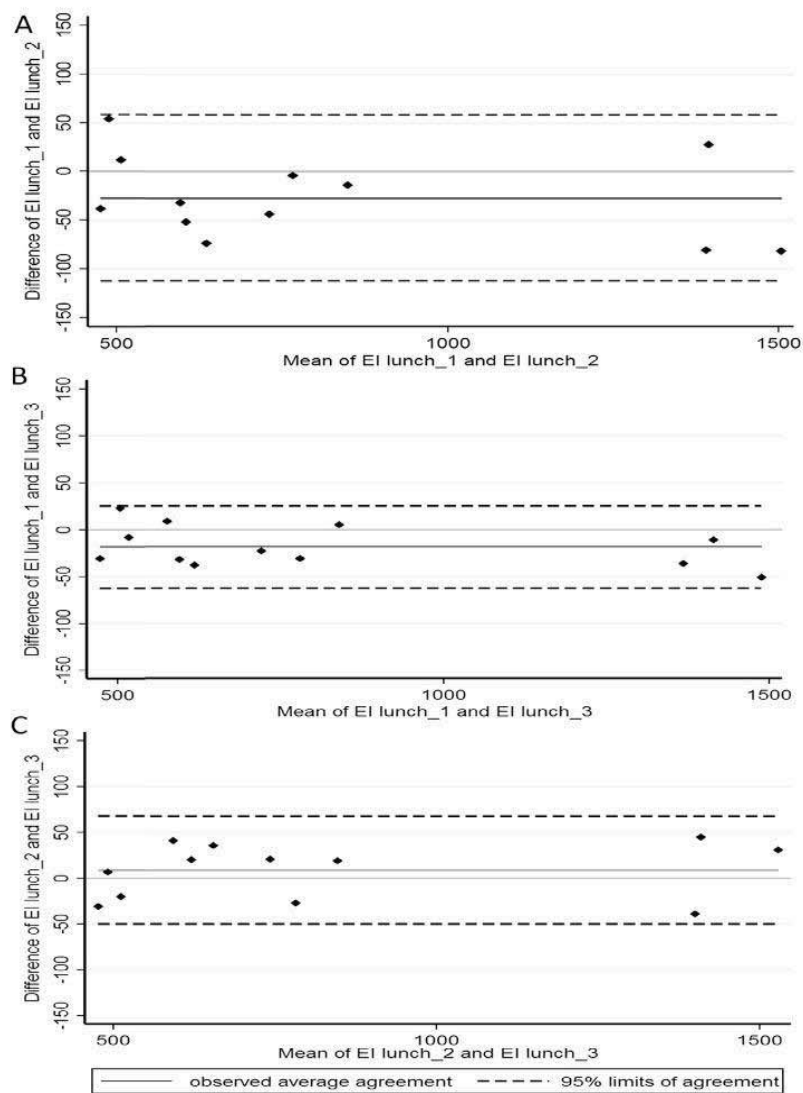 A
Difference of EI lunch_1 and EI lunch_2
150
100
50
0
-50
-100
-150
500
1000
1500
Mean of EI lunch_1 and EI lunch_2
B
Difference of EI lunch_1 and EI lunch_3
150
100
50
0
-50
-100
-150
500
1000
1500
Mean of EI lunch_1 and EI lunch_3
C
Difference of EI lunch_2 and EI lunch_3
150
100
50
0
-50
-100
-150
500
1000
1500
Mean of EI lunch_2 and EI lunch_3
observed average agreement
95% limits of agreement